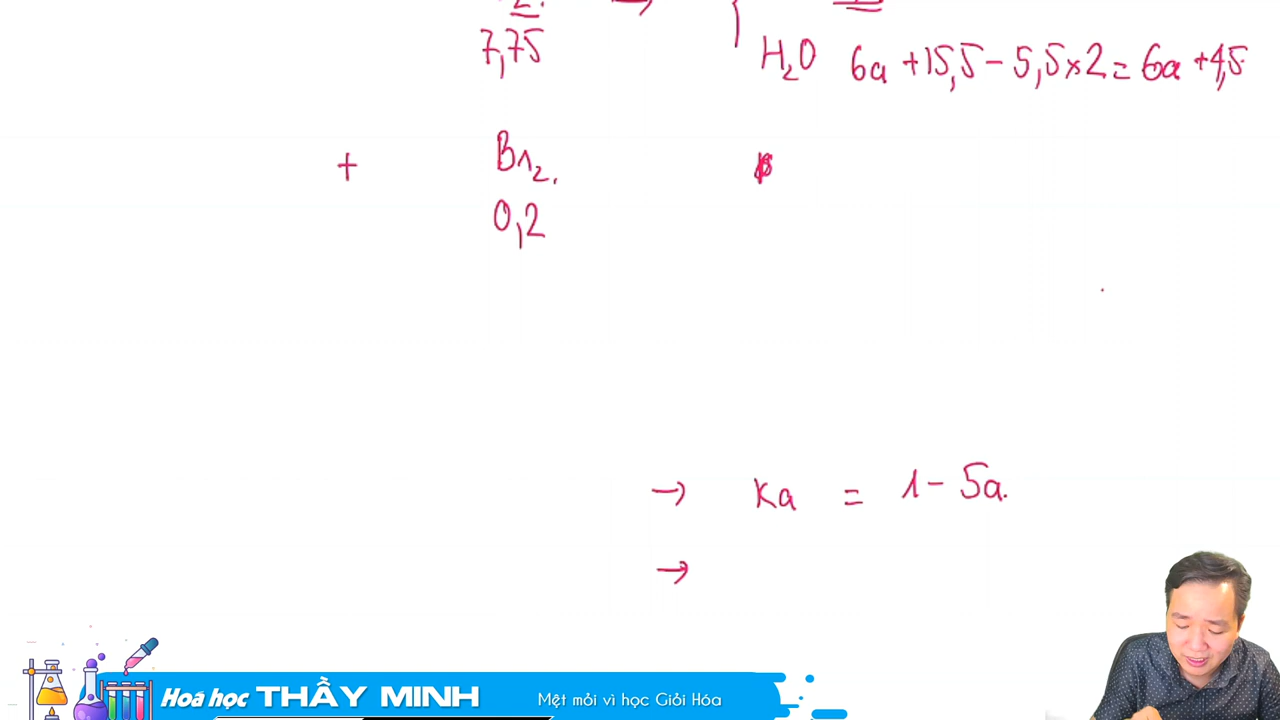 7,75
H₂O 6a + 15,5 - 5,5 × 2 = 6a + 4,5
+ Br₂.
0,2
→ Ka = 1 - 5a.
→
Hoá học THẦY MINH
Mệt mỏi vì học Giỏi Hóa